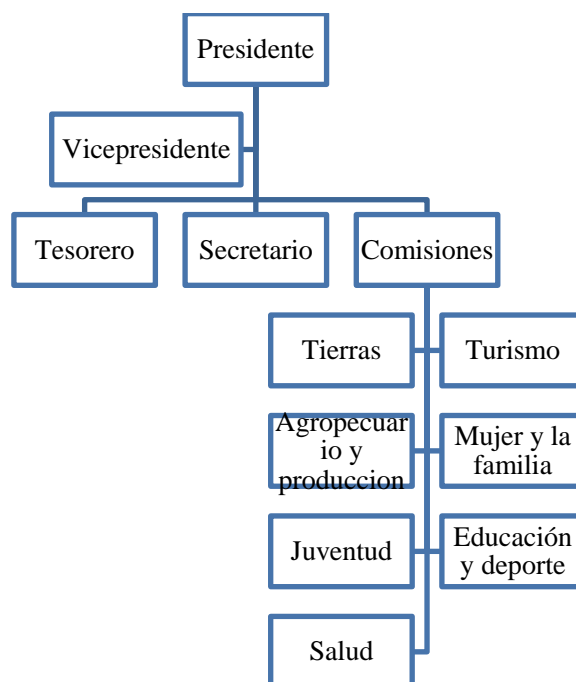 Presidente
Vicepresidente
Tesorero
Secretario
Comisiones
Tierras
Turismo
Agropecuar
io y
produccion
Mujer y la
familia
Juventud
Educación
y deporte
Salud